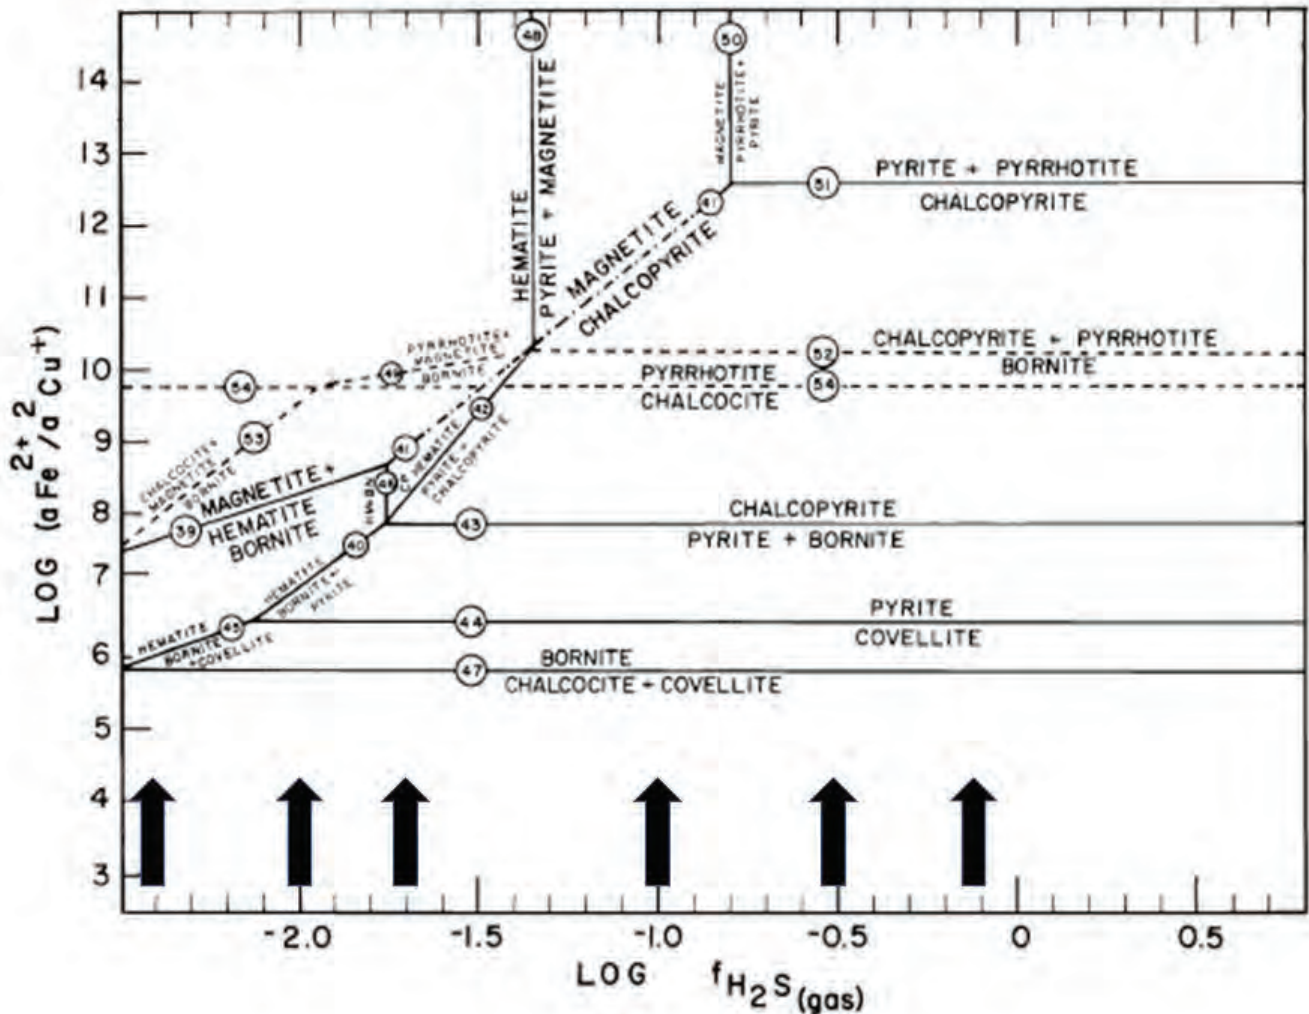 48
50
14
13
12
11
10
9
8
7
6
5
4
3
LOG (aFe2+/aCu+)2
HEMATITE
PYRITE + MAGNETITE
MAGNETITE
PYRRHOTITE+
PYRITE
51
PYRITE + PYRRHOTITE
CHALCOPYRITE
41
MAGNETITE
CHALCOPYRITE
CHALCOPYRITE + PYRRHOTITE
52
BORNITE
PYRRHOTITE+
MAGNETITE
BORNITE
54
PYRRHOTITE
CHALCOCITE
54
42
53
CHALCOCITE+
MAGNETITE
BORNITE
41
MAGNETITE +
HEMATITE
BORNITE
39
HEMATITE
PYRITE +
CHALCOPYRITE
CHALCOPYRITE
43
PYRITE + BORNITE
40
HEMATITE
BORNITE+
PYRITE
PYRITE
44
COVELLITE
HEMATITE
BORNITE
+COVELLITE
45
BORNITE
47
CHALCOCITE + COVELLITE
-2.0
-1.5
-1.0
-0.5
0
0.5
LOG fH2S(gas)